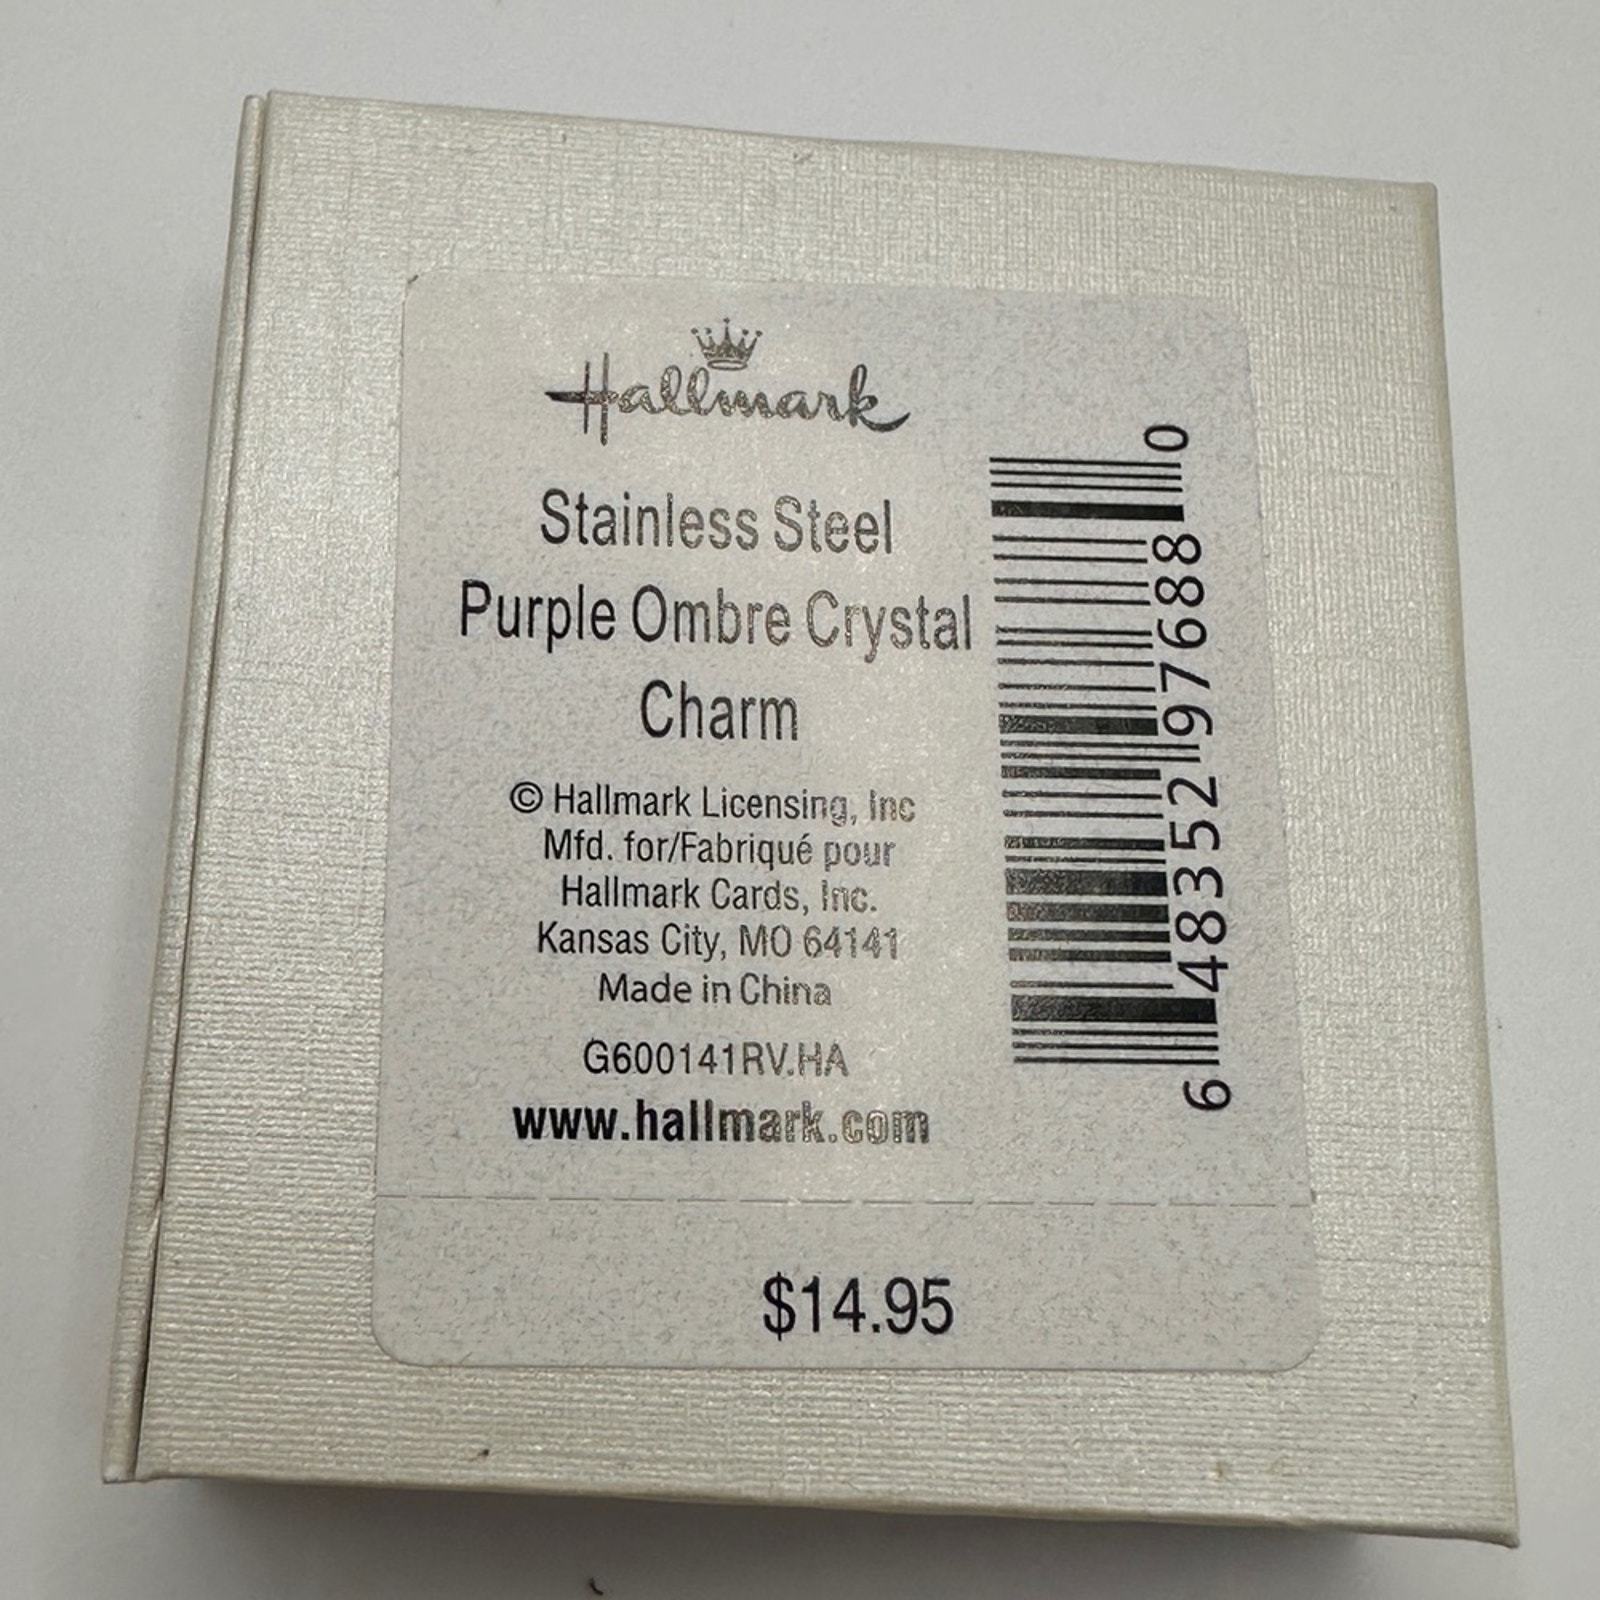 Hallmark
Stainless Steel
Purple Ombre Crystal
Charm
© Hallmark Licensing, Inc
Mfd. for/Fabriqué pour
Hallmark Cards, Inc.
Kansas City, MO 64141
Made in China
G600141RV.HA
www.hallmark.com
6 48352 97688 0
$14.95